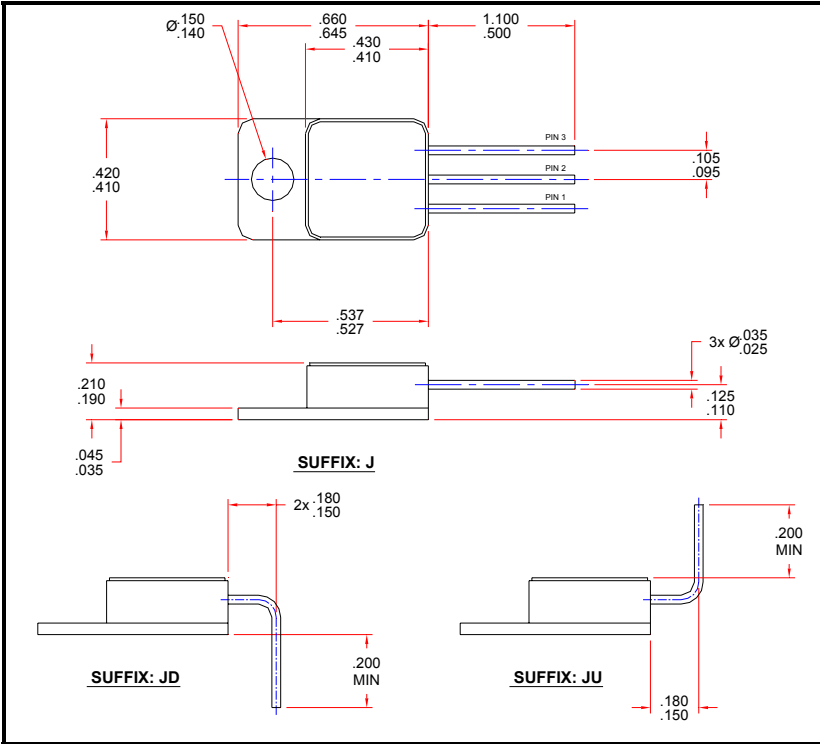 Ø.150
.140
.660
.645
1.100
.500
.430
.410
PIN 3
PIN 2
PIN 1
.105
.095
.420
.410
.537
.527
3x Ø.035
.025
.210
.190
.125
.110
.045
.035
SUFFIX: J
2x .180
.150
.200
MIN
.200
MIN
SUFFIX: JD
SUFFIX: JU
.180
.150